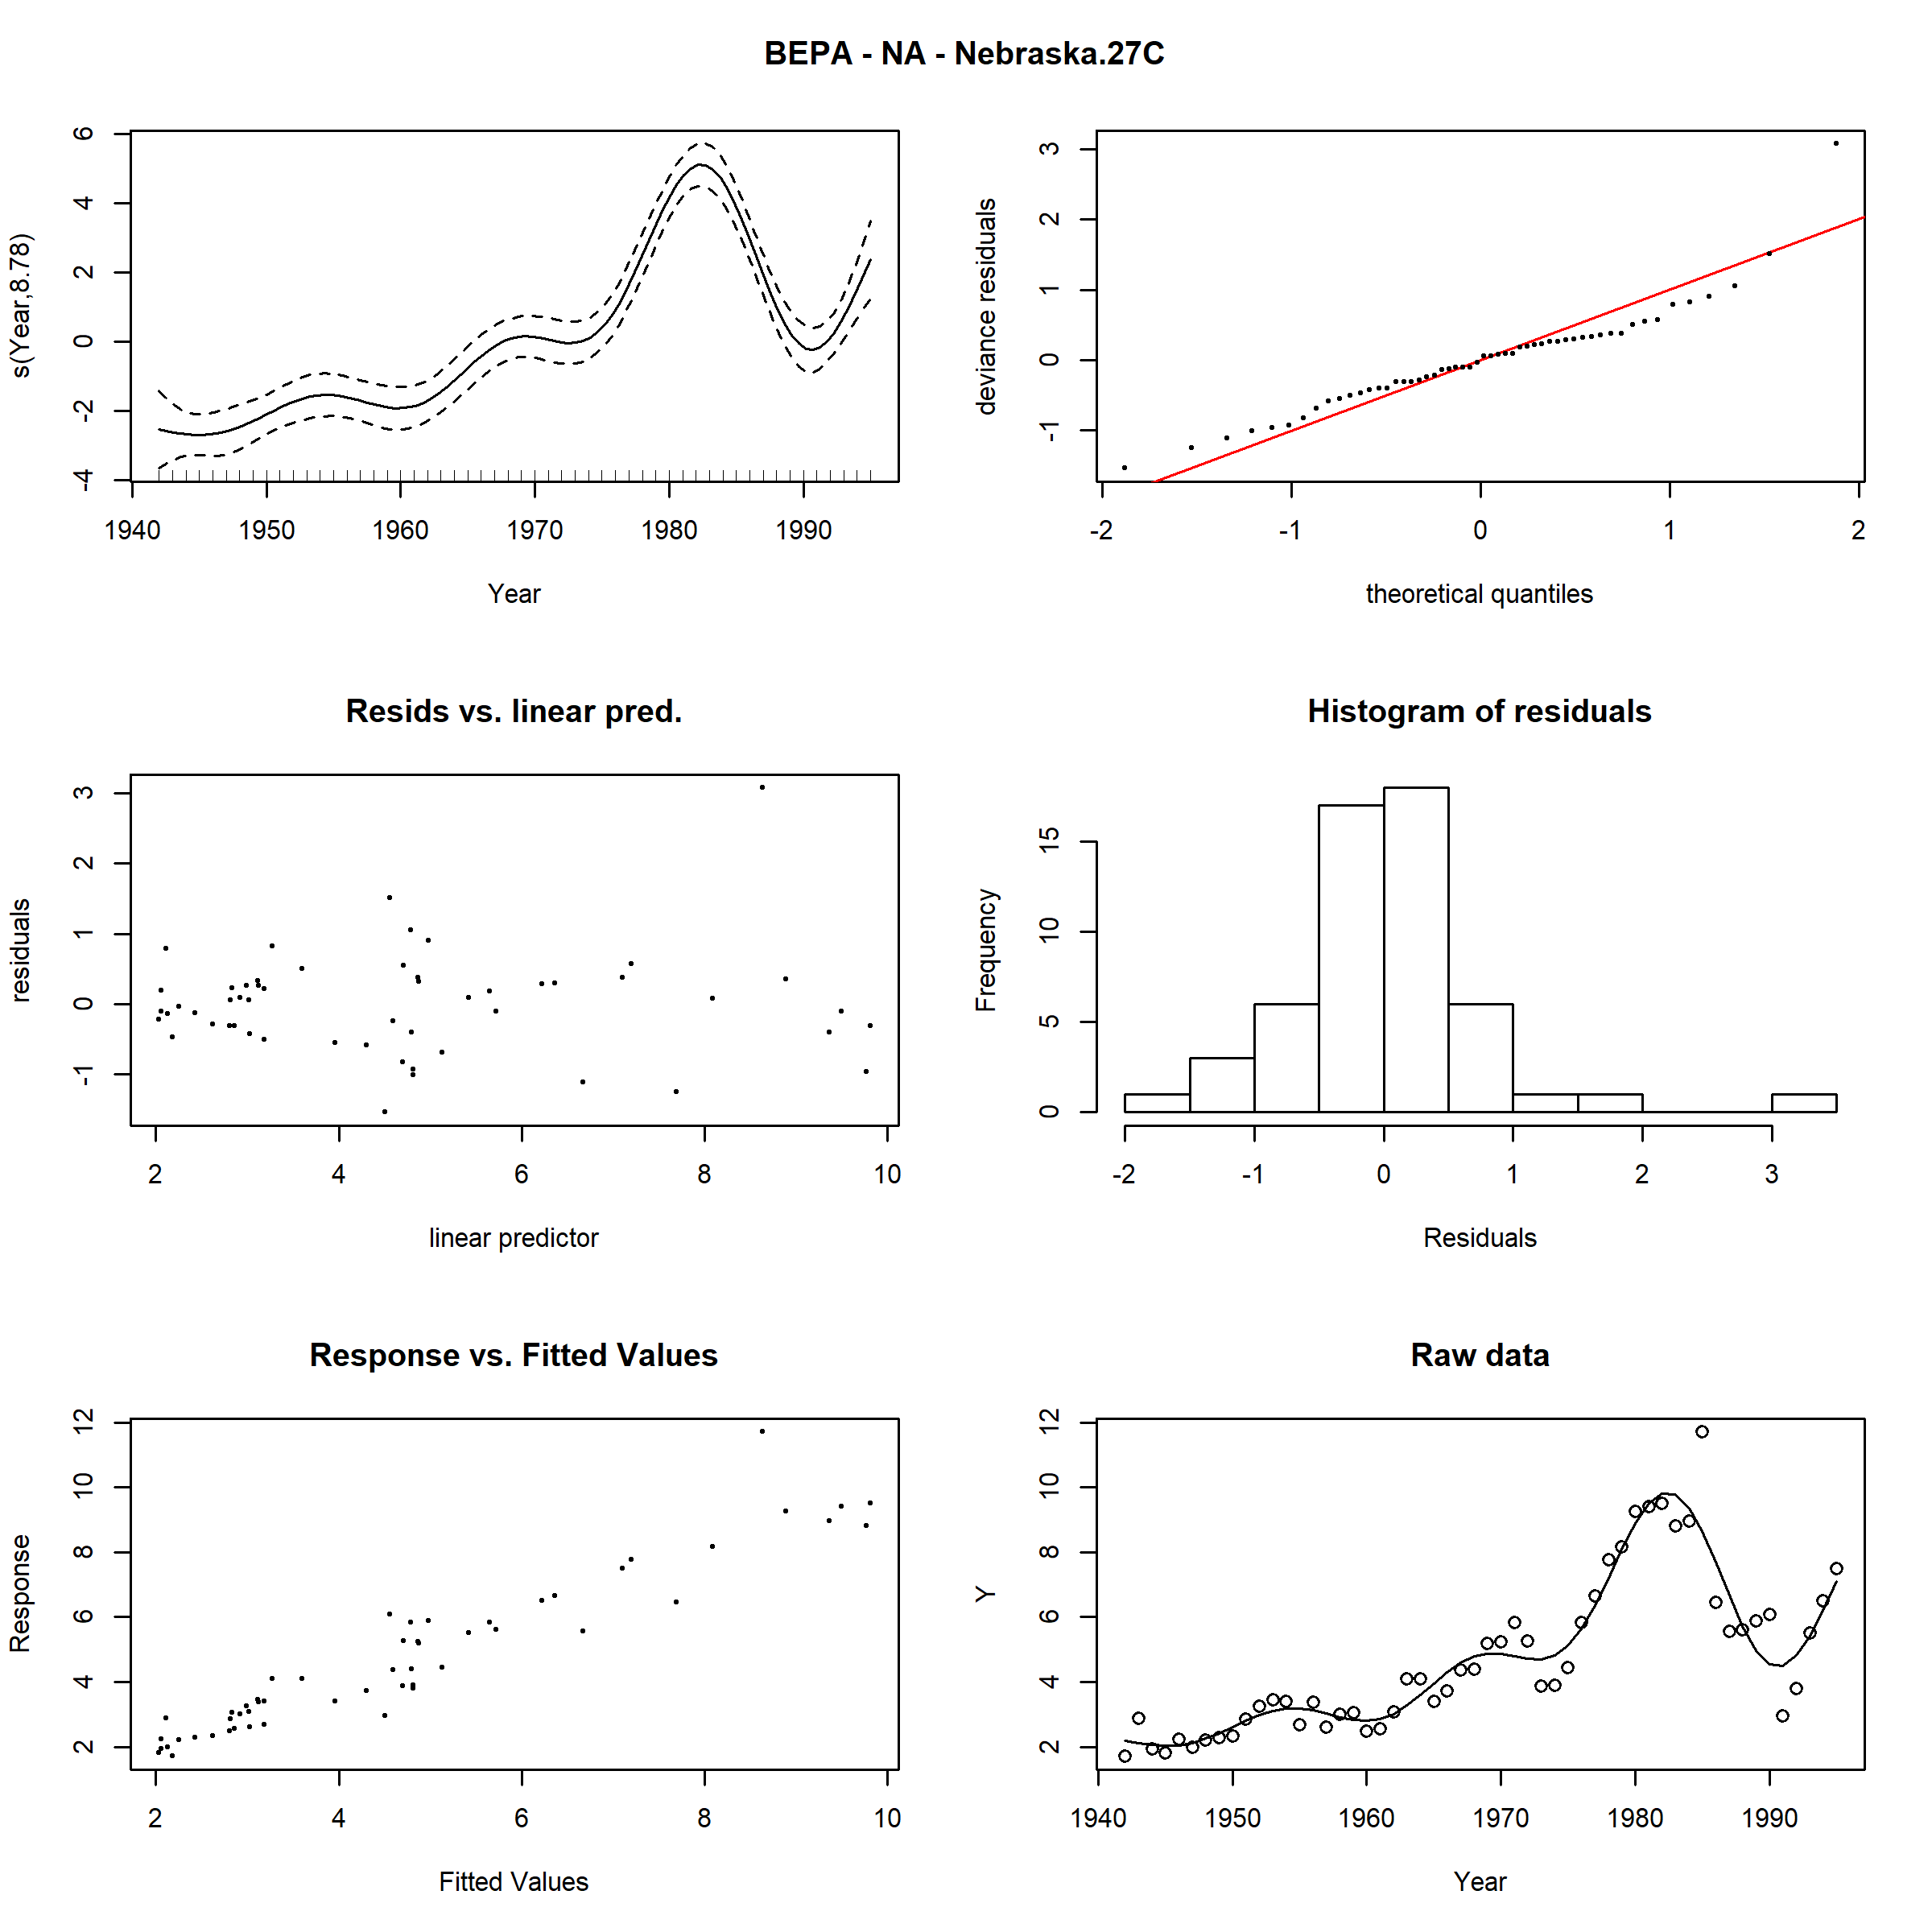 BEPA - NA - Nebraska.27C
s(Year,8.78)
-4 -2 0 2 4 6
1940 1950 1960 1970 1980 1990
Year
deviance residuals
-1 0 1 2 3
-2 -1 0 1 2
theoretical quantiles
Resids vs. linear pred.
residuals
-1 0 1 2 3
2 4 6 8 10
linear predictor
Histogram of residuals
Frequency
0 5 10 15
-2 -1 0 1 2 3
Residuals
Response vs. Fitted Values
Response
2 4 6 8 10 12
2 4 6 8 10
Fitted Values
Raw data
Y
2 4 6 8 10 12
1940 1950 1960 1970 1980 1990
Year